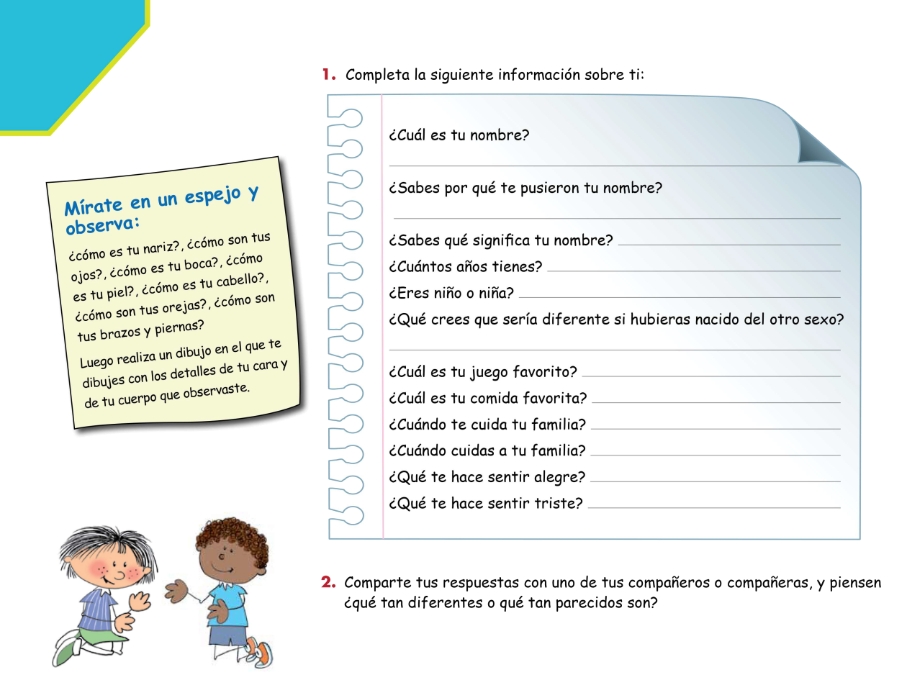 1. Completa la siguiente información sobre ti:
¿Cuál es tu nombre?
¿Sabes por qué te pusieron tu nombre?
¿Sabes qué significa tu nombre?
¿Cuántos años tienes?
¿Eres niño o niña?
¿Qué crees que sería diferente si hubieras nacido del otro sexo?
¿Cuál es tu juego favorito?
¿Cuál es tu comida favorita?
¿Cuándo te cuida tu familia?
¿Cuándo cuidas a tu familia?
¿Qué te hace sentir alegre?
¿Qué te hace sentir triste?
Mírate en un espejo y
observa:
¿cómo es tu nariz?, ¿cómo son tus
ojos?, ¿cómo es tu boca?, ¿cómo
es tu piel?, ¿cómo es tu cabello?,
¿cómo son tus orejas?, ¿cómo son
tus brazos y piernas?
Luego realiza un dibujo en el que te
dibujes con los detalles de tu cara y
de tu cuerpo que observaste.
2. Comparte tus respuestas con uno de tus compañeros o compañeras, y piensen
¿qué tan diferentes o qué tan parecidos son?